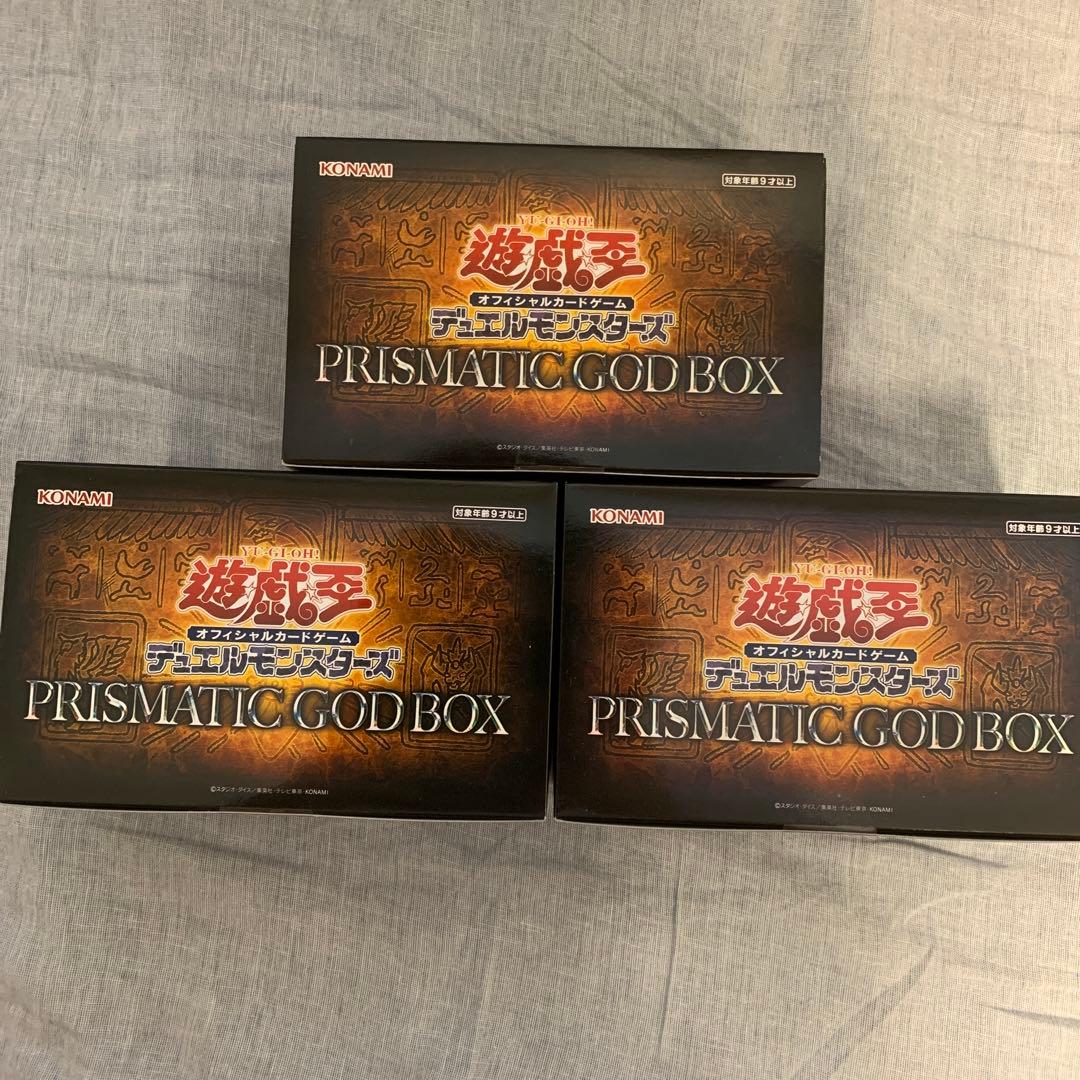 KONAMI
対象年齢9才以上
YU-GI-OH!
遊戯王
オフィシャルカードゲーム
デュエルモンスターズ
PRISMATIC GOD BOX
©スタジオ・ダイス/集英社・テレビ東京・KONAMI
KONAMI
対象年齢9才以上
YU-GI-OH!
遊戯王
オフィシャルカードゲーム
デュエルモンスターズ
PRISMATIC GOD BOX
©スタジオ・ダイス/集英社・テレビ東京・KONAMI
KONAMI
対象年齢9才以上
YU-GI-OH!
遊戯王
オフィシャルカードゲーム
デュエルモンスターズ
PRISMATIC GOD BOX
©スタジオ・ダイス/集英社・テレビ東京・KONAMI